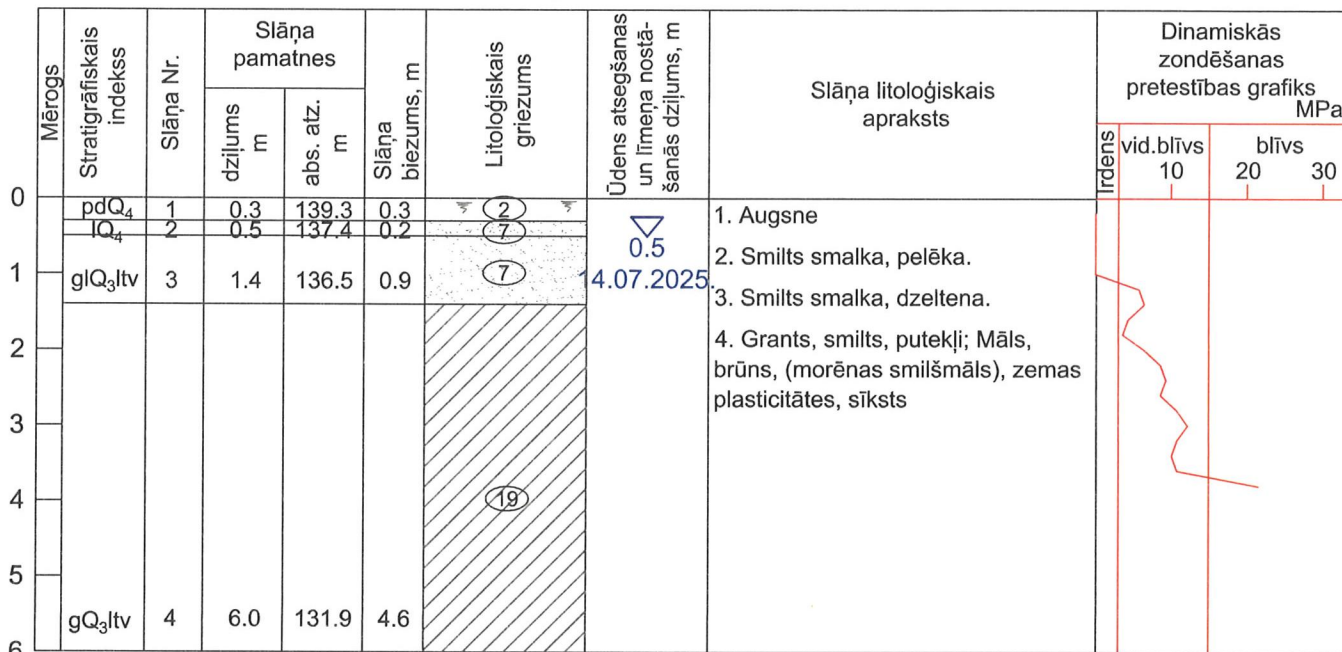 Mērogs
Stratigrāfiskais
indekss
Slāņa Nr.
Slāņa
pamatnes
dziļums
m
abs. atz.
m
Slāņa
biezums, m
Litoloģiskais
griezums
Ūdens atsegšanas
un līmeņa nostā-
šanās dziļums, m
Slāņa litoloģiskais
apraksts
Dinamiskās
zondēšanas
pretestības grafiks
MPa
Irdens
vid.blīvs
blīvs
10 20 30
0
pdQ₄ 1 0.3 139.3 0.3 2
lQ₄ 2 0.5 137.4 0.2 7
glQ₃ltv 3 1.4 136.5 0.9 7
gQ₃ltv 4 6.0 131.9 4.6 19
0.5
14.07.2025.
1. Augsne
2. Smilts smalka, pelēka.
3. Smilts smalka, dzeltena.
4. Grants, smilts, putekļi; Māls,
brūns, (morēnas smilšmāls), zemas
plasticitātes, sīksts
1
2
3
4
5
6